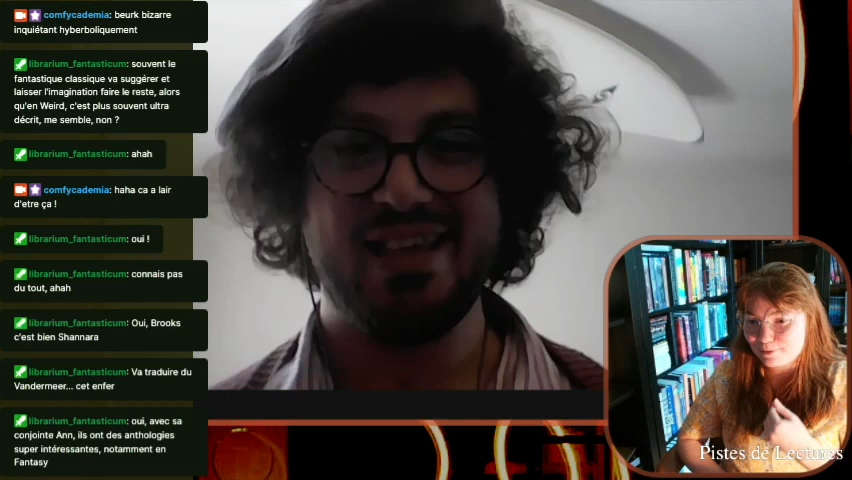 comfycademia: beurk bizarre
inquiétant hyberboliquement
librarium_fantasticum: souvent le
fantastique classique va suggérer et
laisser l'imagination faire le reste, alors
qu'en Weird, c'est plus souvent ultra
décrit, me semble, non ?
librarium_fantasticum: ahah
comfycademia: haha ca a lair
d'etre ça !
librarium_fantasticum: oui !
librarium_fantasticum: connais pas
du tout, ahah
librarium_fantasticum: Oui, Brooks
c'est bien Shannara
librarium_fantasticum: Va traduire du
Vandermeer... cet enfer
librarium_fantasticum: oui, avec sa
conjointe Ann, ils ont des anthologies
super intéressantes, notamment en
Fantasy
Pistes de Lectures